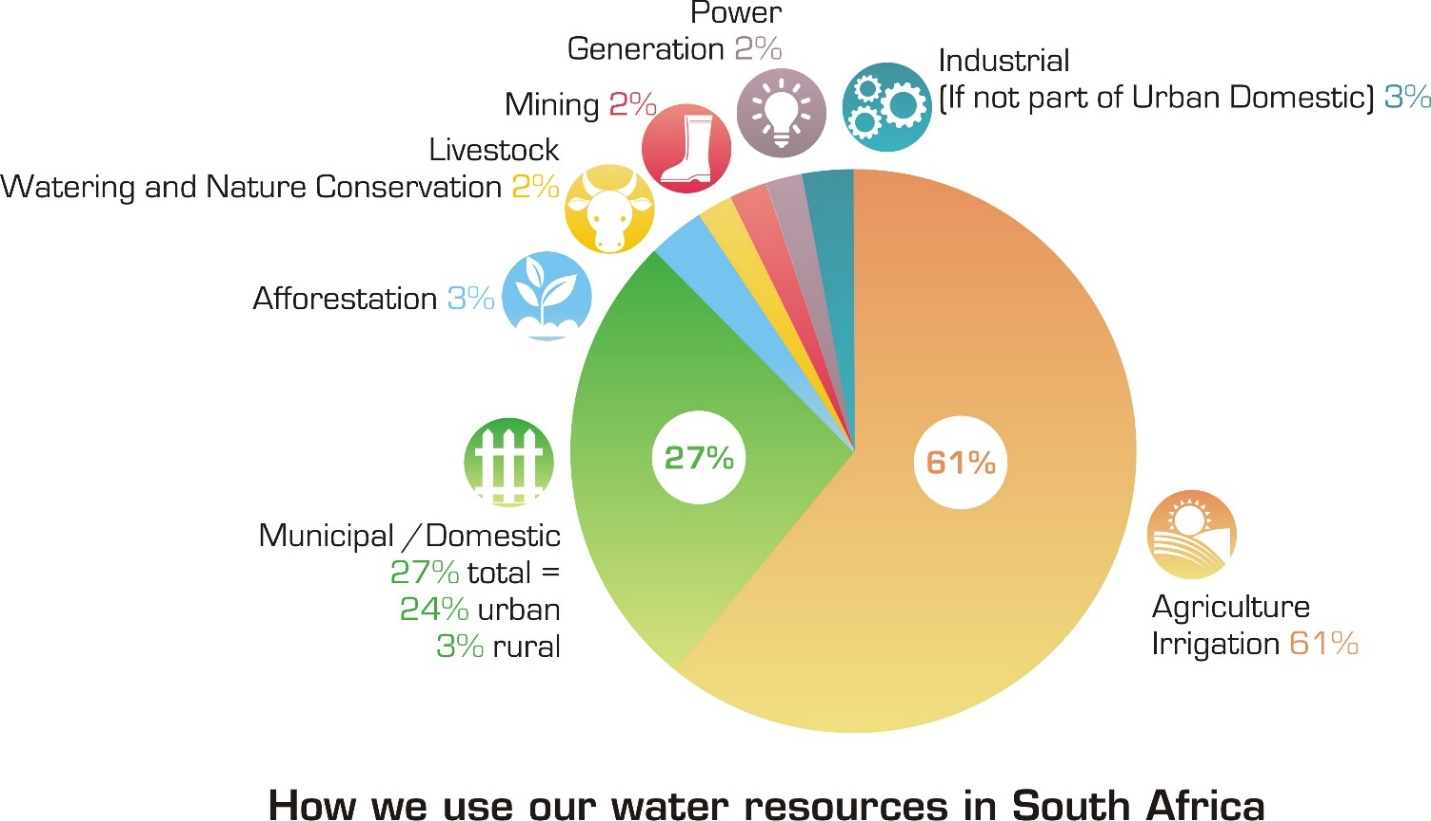 Power
Generation 2%
Industrial
(If not part of Urban Domestic) 3%
Mining 2%
Livestock
Watering and Nature Conservation 2%
Afforestation 3%
27%
61%
Municipal / Domestic
27% total =
24% urban
3% rural
Agriculture
Irrigation 61%
How we use our water resources in South Africa